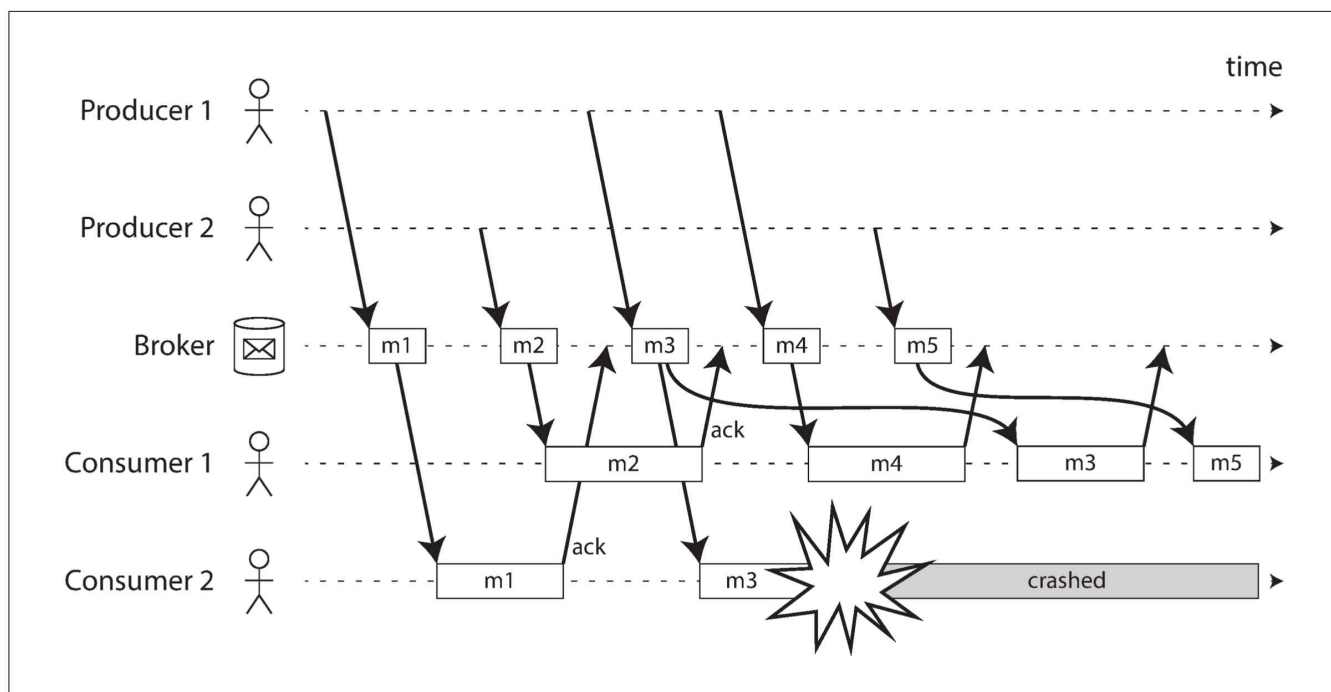 time
Producer 1
Producer 2
Broker
m1
m2
m3
m4
m5
ack
Consumer 1
m2
m4
m3
m5
ack
Consumer 2
m1
m3
crashed